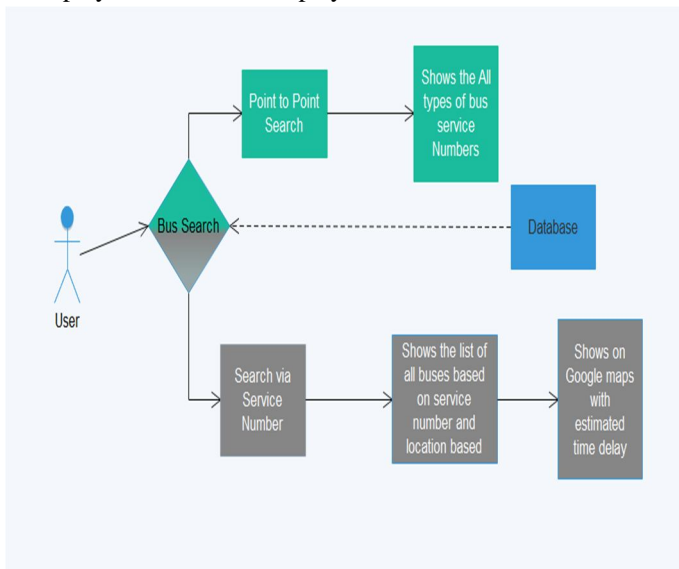 Point to Point
Search
Shows the All
types of bus
service
Numbers
Bus Search
Database
User
Search via
Service
Number
Shows the list of
all buses based
on service
number and
location based
Shows on
Google maps
with
estimated
time delay